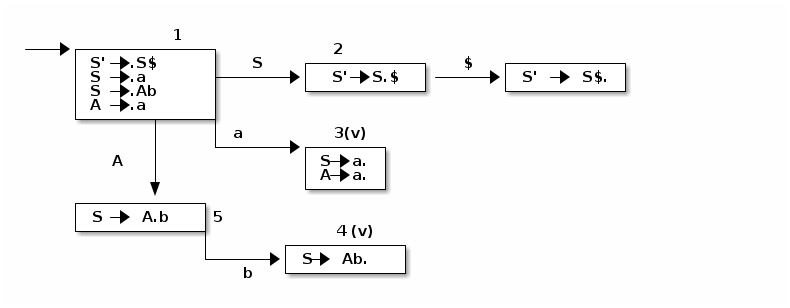 1
S' → .S$
S → .a
S → .Ab
A → .a
S
2
S' → S.$
$
S' → S$.
a
3(v)
S → a.
A → a.
A
S → A.b
5
b
4 (v)
S → Ab.